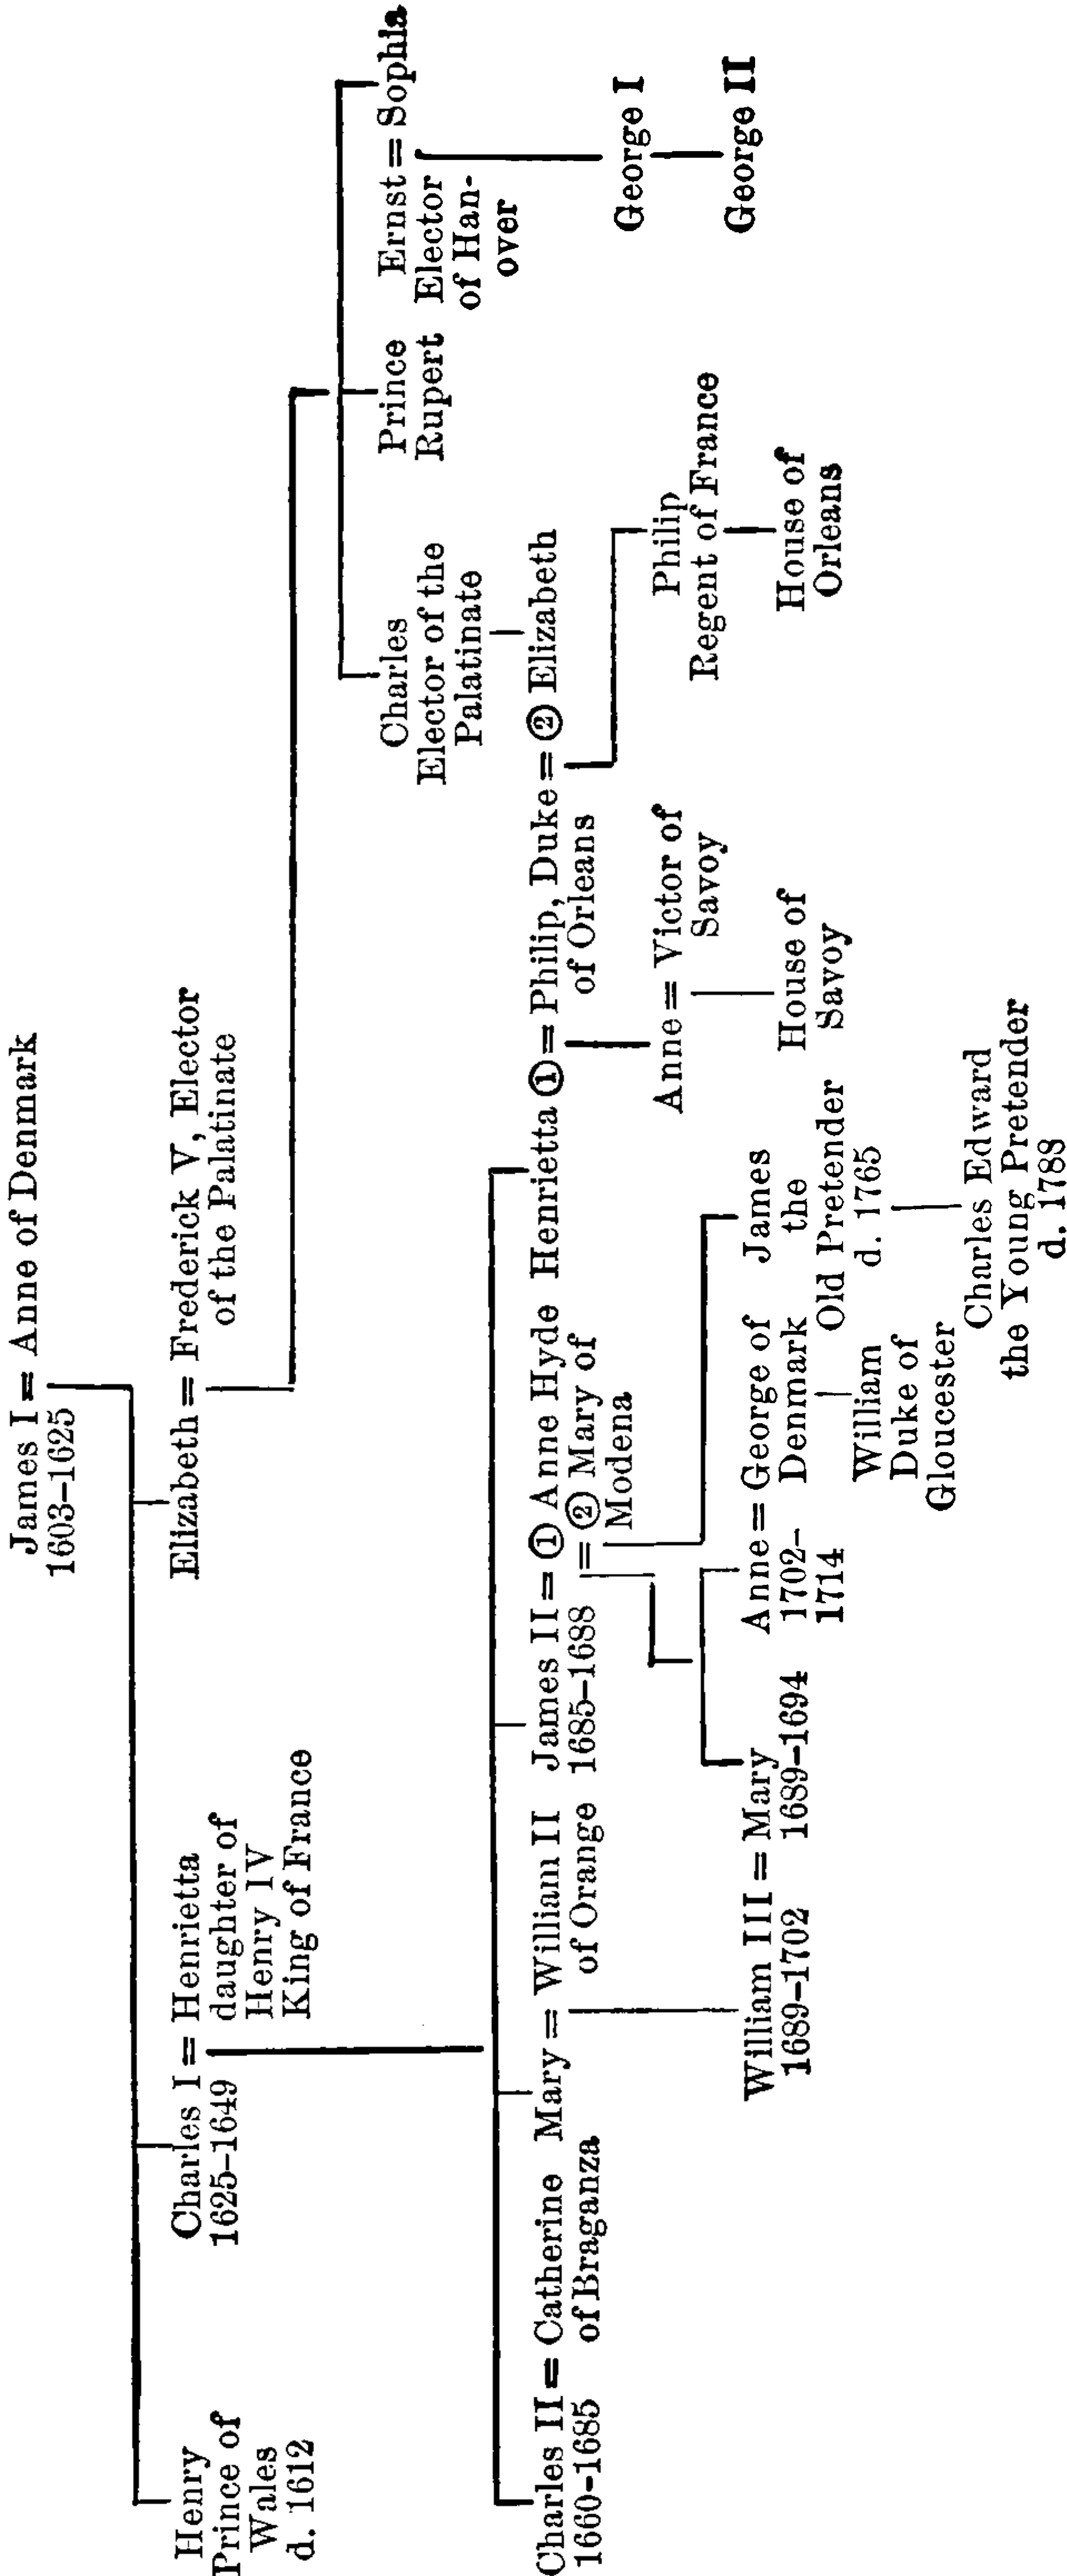 James I = Anne of Denmark
1603–1625
Henry
Prince of
Wales
d. 1612
Charles I = Henrietta
1625–1649
daughter of
Henry IV
King of France
Elizabeth = Frederick V, Elector
of the Palatinate
Charles
Elector of the
Palatinate
Prince
Rupert
Ernst = Sophia
Elector
of Han-
over
Charles II = Catherine
1660-1685
of Braganza
Mary = William II
of Orange
James II = ① Anne Hyde
1685–1688
= ② Mary of
Modena
Henrietta ① = Philip, Duke = ② Elizabeth
of Orleans
George I
George II
Anne = Victor of
Savoy
Philip
Regent of France
William III = Mary
1689–1702
1689–1694
Anne = George of
1702–
1714
Denmark
James
the
Old Pretender
d. 1765
House of
Savoy
House of
Orleans
William
Duke of
Gloucester
Charles Edward
the Young Pretender
d. 1788